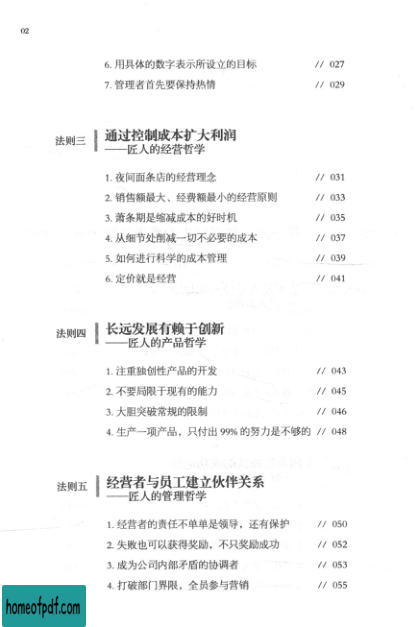 02
6. 用具体的数字表示所设立的目标 // 027
7. 管理者首先要保持热情 // 029
法则三 通过控制成本扩大利润
——匠人的经营哲学
1. 夜间面条店的经营理念 // 031
2. 销售额最大、经费额最小的经营原则 // 033
3. 萧条期是缩减成本的好时机 // 035
4. 从细节处削减一切不必要的成本 // 037
5. 如何进行科学的成本管理 // 039
6. 定价就是经营 // 041
法则四 长远发展有赖于创新
——匠人的产品哲学
1. 注重独创性产品的开发 // 043
2. 不要局限于现有的能力 // 045
3. 大胆突破常规的限制 // 046
4. 生产一项产品，只付出 99% 的努力是不够的 // 048
法则五 经营者与员工建立伙伴关系
——匠人的管理哲学
1. 经营者的责任不单单是领导，还有保护 // 050
2. 失败也可以获得奖励，不只奖励成功 // 052
3. 成为公司内部矛盾的协调者 // 053
4. 打破部门界限，全员参与营销 // 055
homeofpdf.com